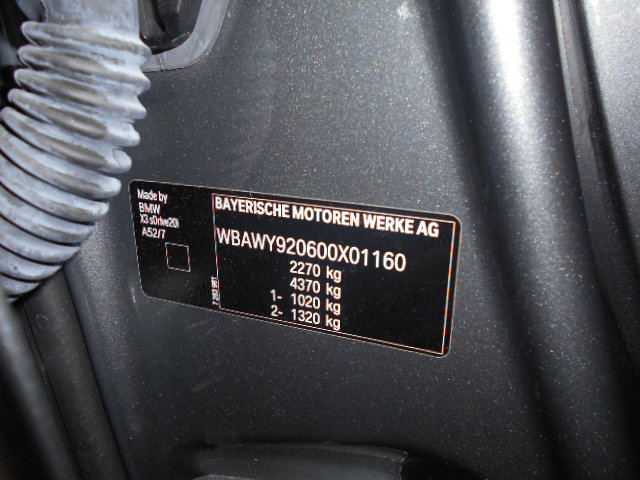 Made by
BMW
X3 sDrive20i
A52/7
BAYERISCHE MOTOREN WERKE AG
WBAWY920600X01160
2270 kg
4370 kg
1- 1020 kg
2- 1320 kg